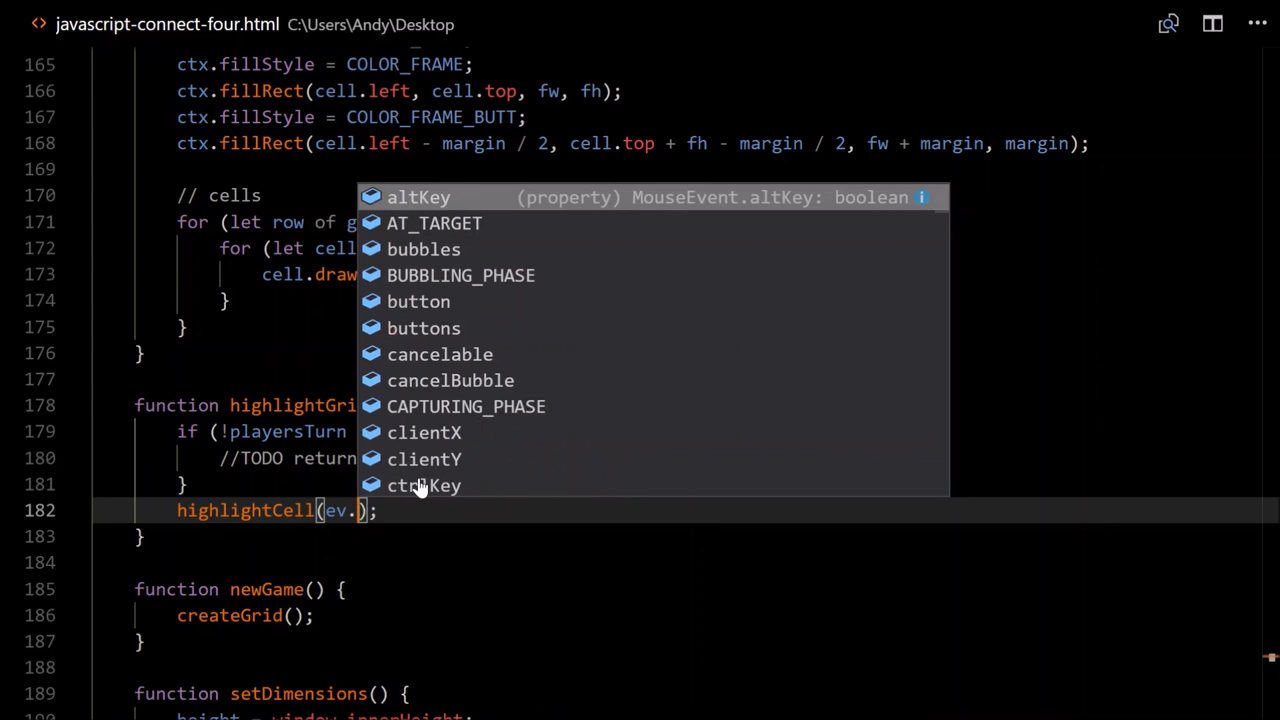 <> javascript-connect-four.html C:\Users\Andy\Desktop
165 ctx.fillStyle = COLOR_FRAME;
166 ctx.fillRect(cell.left, cell.top, fw, fh);
167 ctx.fillStyle = COLOR_FRAME_BUTT;
168 ctx.fillRect(cell.left - margin / 2, cell.top + fh - margin / 2, fw + margin, margin);
169
170 // cells
171 for (let row of g
172 for (let cell
173 cell.draw
174 }
175 }
176 }
177
178 function highlightGri
179 if (!playersTurn
180 //TODO return
181 }
182 highlightCell(ev.);
183 }
184
185 function newGame() {
186 createGrid();
187 }
188
189 function setDimensions() {
190 height = window.innerHeight;
altKey (property) MouseEvent.altKey: boolean
AT_TARGET
bubbles
BUBBLING_PHASE
button
buttons
cancelable
cancelBubble
CAPTURING_PHASE
clientX
clientY
ctrlKey